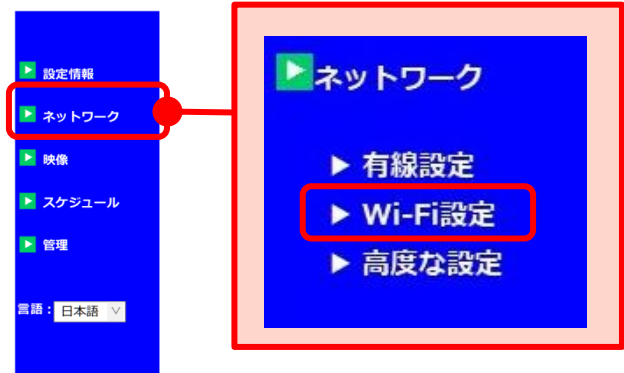 設定情報
ネットワーク
映像
スケジュール
管理
言語：日本語
ネットワーク
有線設定
Wi-Fi設定
高度な設定